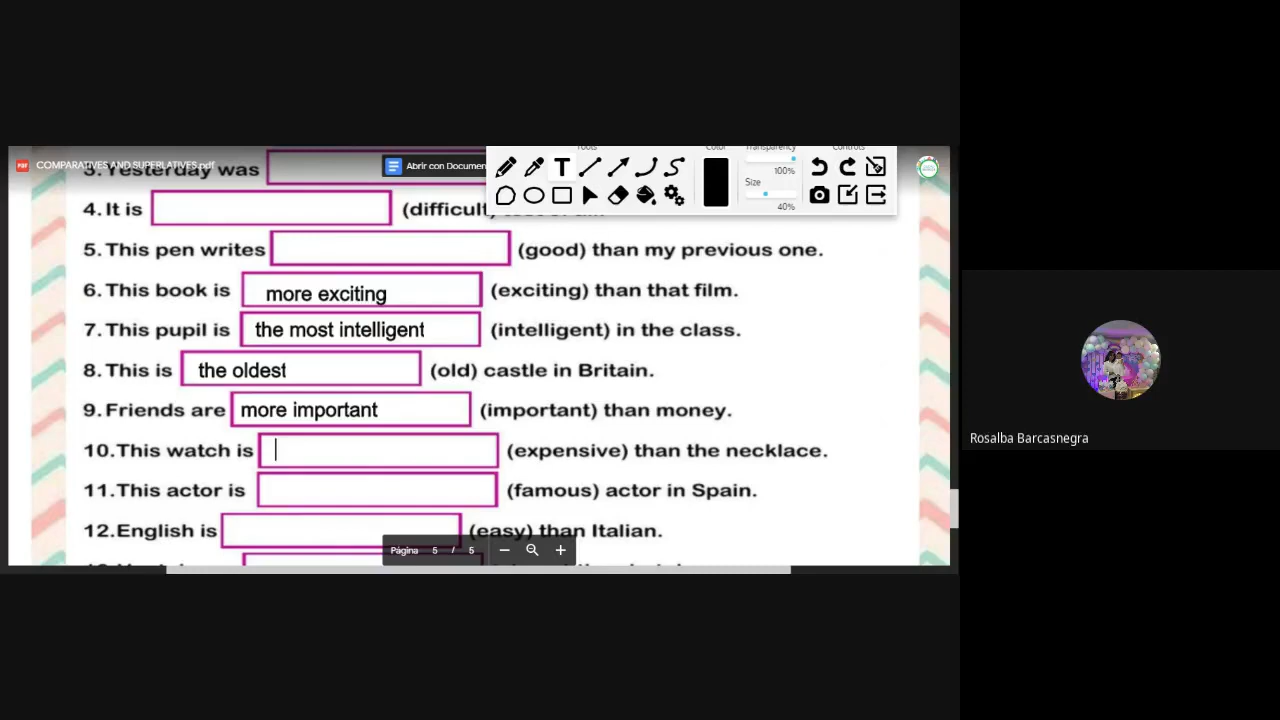 COMPARATIVES AND SUPERLATIVES.pdf
Abrir con Documen
Tools
Color
Transparency
Controls
100%
Size
40%
3. Yesterday was
4. It is (difficult)
5. This pen writes (good) than my previous one.
6. This book is more exciting (exciting) than that film.
7. This pupil is the most intelligent (intelligent) in the class.
8. This is the oldest (old) castle in Britain.
9. Friends are more important (important) than money.
10. This watch is (expensive) than the necklace.
11. This actor is (famous) actor in Spain.
12. English is (easy) than Italian.
Página 5 / 5
Rosalba Barcasnegra